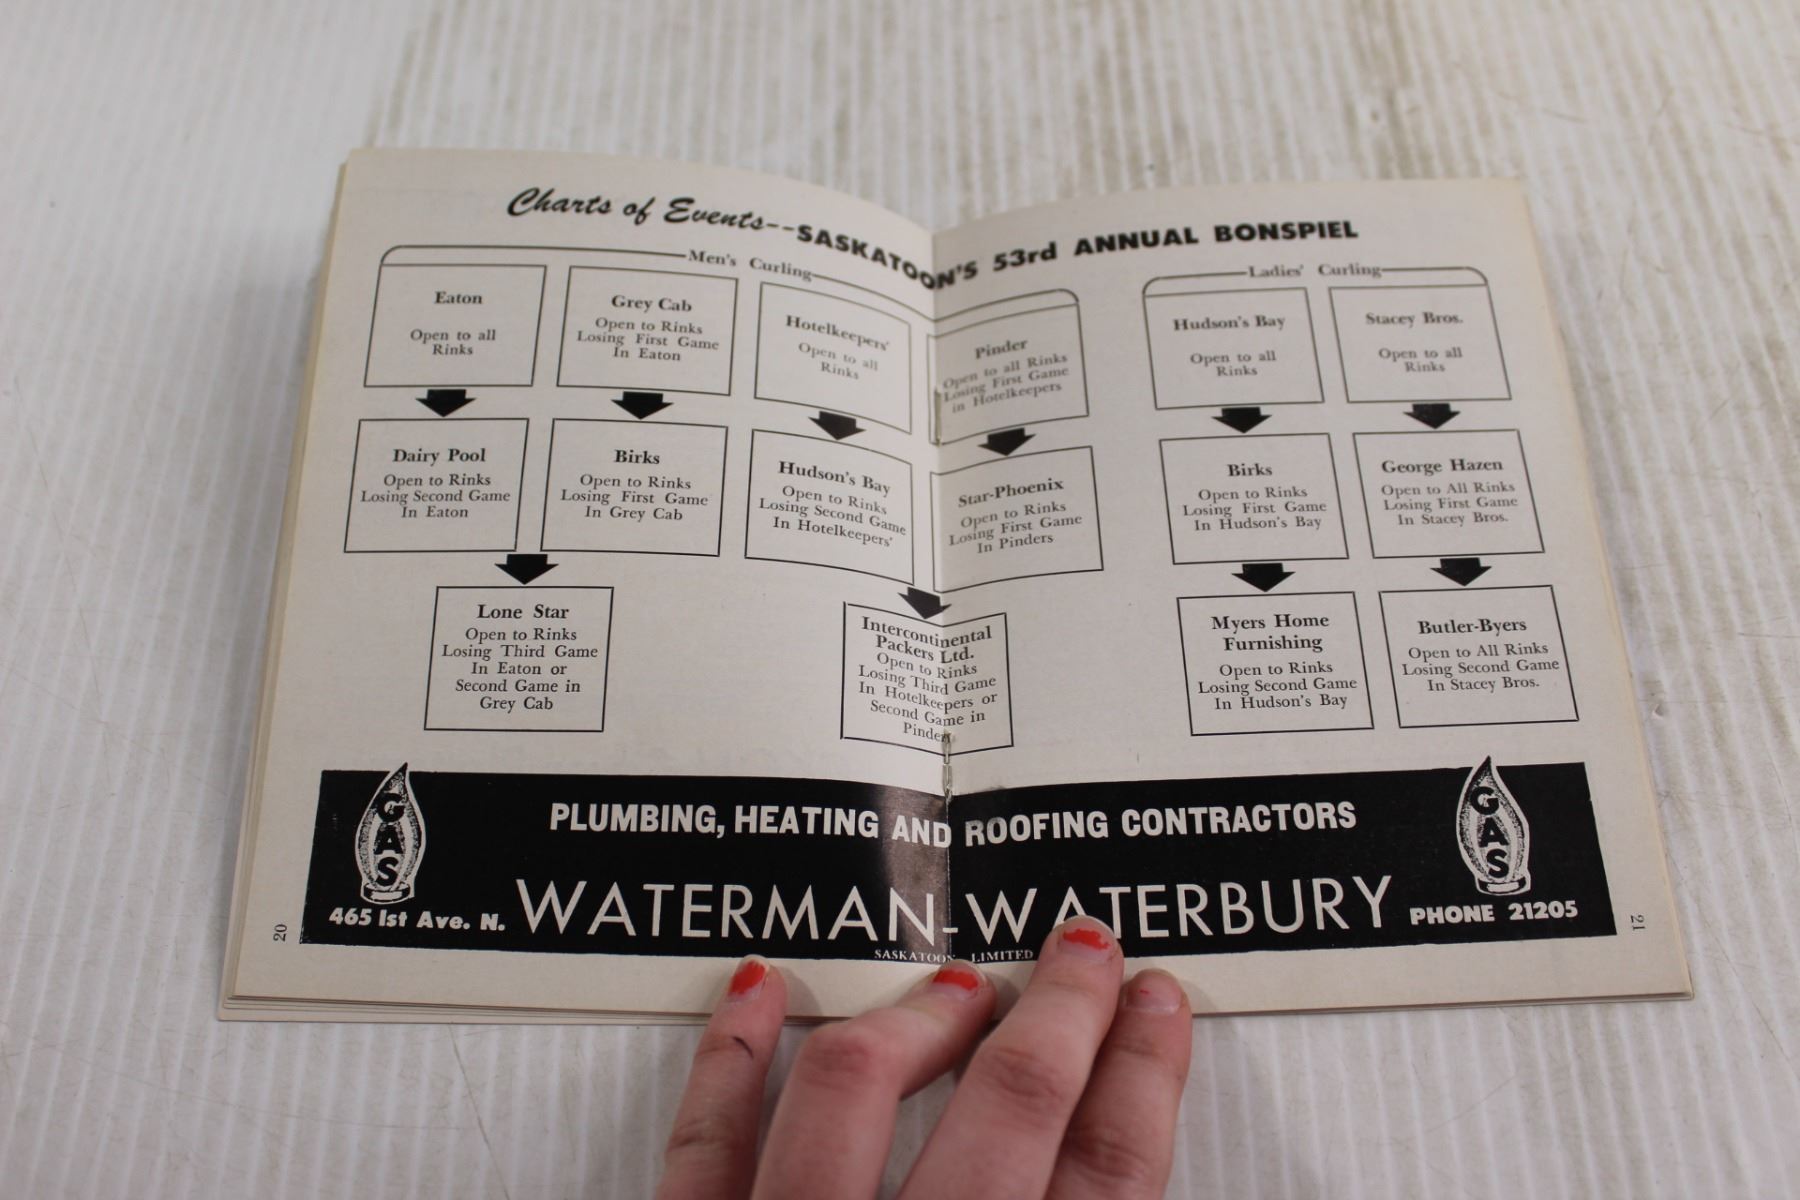 Charts of Events--SASKATOON'S 53rd ANNUAL BONSPIEL
Men's Curling
Eaton
Open to all
Rinks
Grey Cab
Open to Rinks
Losing First Game
In Eaton
Hotelkeepers'
Open to all
Rinks
Pinder
Open to all Rinks
Losing First Game
in Hotelkeepers
Dairy Pool
Open to Rinks
Losing Second Game
In Eaton
Birks
Open to Rinks
Losing First Game
In Grey Cab
Hudson's Bay
Open to Rinks
Losing Second Game
In Hotelkeepers'
Star-Phoenix
Open to Rinks
Losing First Game
In Pinders
Lone Star
Open to Rinks
Losing Third Game
In Eaton or
Second Game in
Grey Cab
Intercontinental
Packers Ltd.
Open to Rinks
Losing Third Game
In Hotelkeepers or
Second Game in
Pinders
Ladies' Curling
Hudson's Bay
Open to all
Rinks
Stacey Bros.
Open to all
Rinks
Birks
Open to Rinks
Losing First Game
In Hudson's Bay
George Hazen
Open to All Rinks
Losing First Game
In Stacey Bros.
Myers Home
Furnishing
Open to Rinks
Losing Second Game
In Hudson's Bay
Butler-Byers
Open to All Rinks
Losing Second Game
In Stacey Bros.
GAS
PLUMBING, HEATING AND ROOFING CONTRACTORS
GAS
465 1st Ave. N.
WATERMAN-WATERBURY
PHONE 21205
SASKATOON LIMITED
20
21